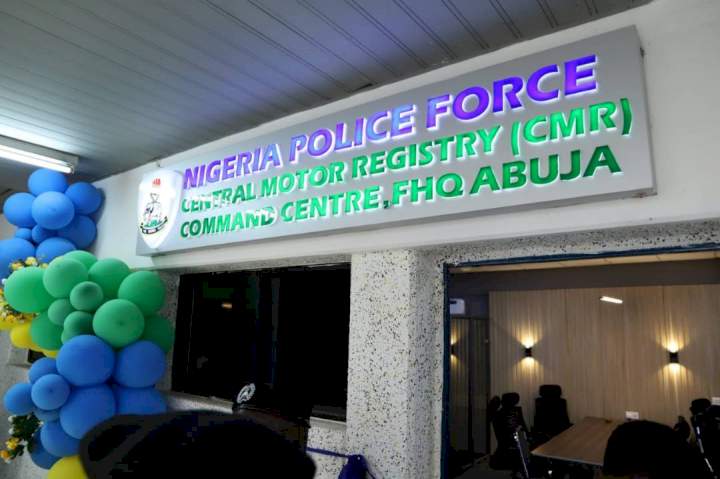 NIGERIA POLICE FORCE
CENTRAL MOTOR REGISTRY (CMR)
COMMAND CENTRE, FHQ ABUJA